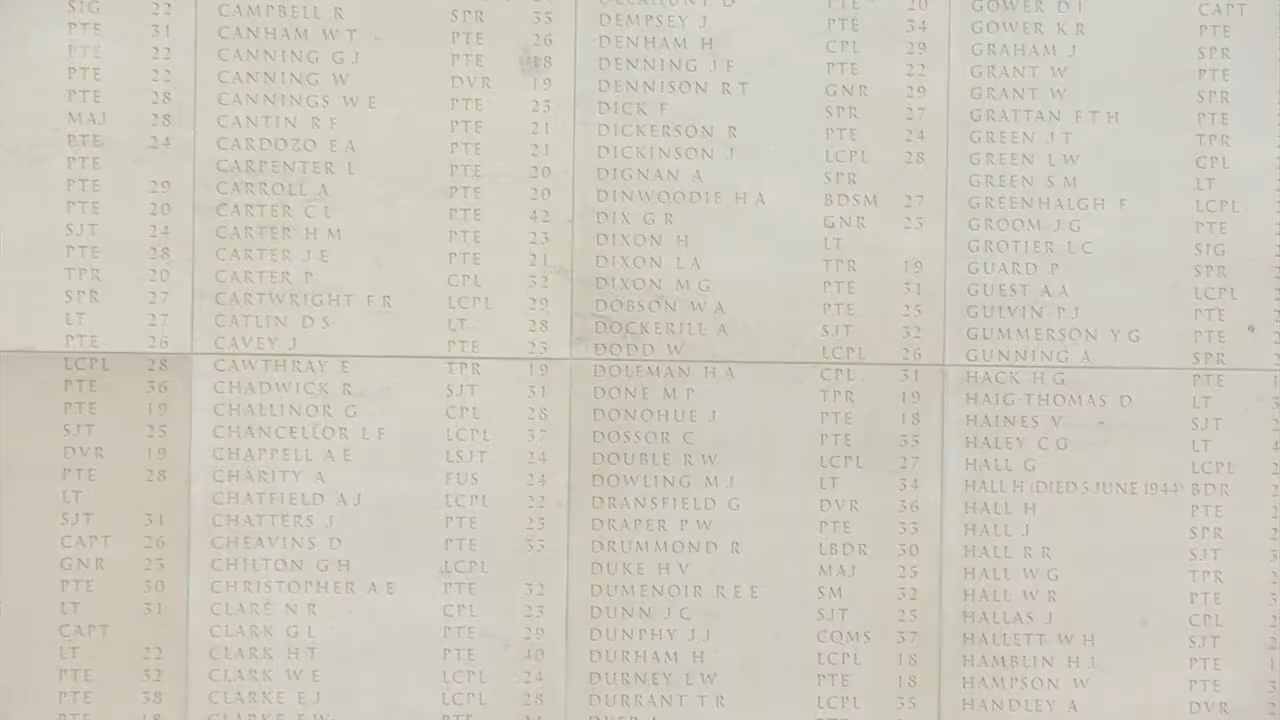 SIG 22
PTE 31
PTE 22
PTE 22
PTE 28
MAJ 28
PTE 24
PTE
PTE 29
PTE 20
SJT 24
PTE 28
TPR 20
SPR 27
LT 27
PTE 26
LCPL 28
PTE 36
PTE 19
SJT 25
DVR 19
PTE 28
LT
SJT 31
CAPT 26
GNR 23
PTE 30
LT 31
CAPT
LT 22
PTE 32
PTE 38
PTE 18
CAMPBELL R SPR 35
CANHAM W T PTE 26
CANNING G J PTE 18
CANNING W DVR 19
CANNINGS W E PTE 23
CANTIN R F PTE 21
CARDOZO E A PTE 21
CARPENTER L PTE 20
CARROLL A PTE 20
CARTER C L PTE 42
CARTER H M PTE 23
CARTER J E PTE 21
CARTER P CPL 32
CARTWRIGHT F R LCPL 29
CATLIN D S LT 28
CAVEY J PTE 23
CAWTHRAY E TPR 19
CHADWICK R SJT 31
CHALLINOR G CPL 28
CHANCELLOR L F LCPL 37
CHAPPELL A E LSJT 24
CHARITY A FUS 24
CHATFIELD A J LCPL 22
CHATTERS J PTE 25
CHEAVINS D PTE 33
CHILTON G H LCPL
CHRISTOPHER A E PTE 32
CLARE N R CPL 23
CLARK G L PTE 29
CLARK H T PTE 40
CLARK W E LCPL 24
CLARKE E J LCPL 28
CLARKE
PTE 20
DEMPSEY J PTE 34
DENHAM H CPL 29
DENNING J F PTE 22
DENNISON R T GNR 29
DICK F SPR 27
DICKERSON R PTE 24
DICKINSON J LCPL 28
DIGNAN A SPR
DINWOODIE H A BDSM 27
DIX G R GNR 23
DIXON H LT
DIXON L A TPR 19
DIXON M G PTE 31
DOBSON W A PTE 25
DOCKERILL A SJT 32
DODD W LCPL 26
DOLEMAN H A CPL 31
DONE M P TPR 19
DONOHUE J PTE 18
DOSSOR C PTE 35
DOUBLE R W LCPL 27
DOWLING M J LT 34
DRANSFIELD G DVR 36
DRAPER P W PTE 33
DRUMMOND R LBDR 30
DUKE H V MAJ 25
DUMENOIR R E E SM 32
DUNN J C SJT 25
DUNPHY J J CQMS 37
DURHAM H LCPL 18
DURNEY L W PTE 18
DURRANT T R LCPL 35
GOWER D I CAPT
GOWER K R PTE
GRAHAM J SPR
GRANT W PTE
GRANT W SPR
GRATTAN F T H PTE
GREEN J T TPR
GREEN L W CPL
GREEN S M LT
GREENHALGH F LCPL
GROOM J G PTE
GROTIER L C SIG
GUARD P SPR
GUEST A A LCPL
GULVIN P J PTE
GUMMERSON Y G PTE
GUNNING A SPR
HACK H G PTE
HAIG THOMAS D LT
HAINES V SJT
HALEY C G LT
HALL G LCPL
HALL H (DIED 5 JUNE 1944) BDR
HALL H PTE
HALL J SPR
HALL R R SJT
HALL W G TPR
HALL W R PTE
HALLAS J CPL
HALLETT W H SJT
HAMBLIN H J PTE
HAMPSON W PTE
HANDLEY A DVR